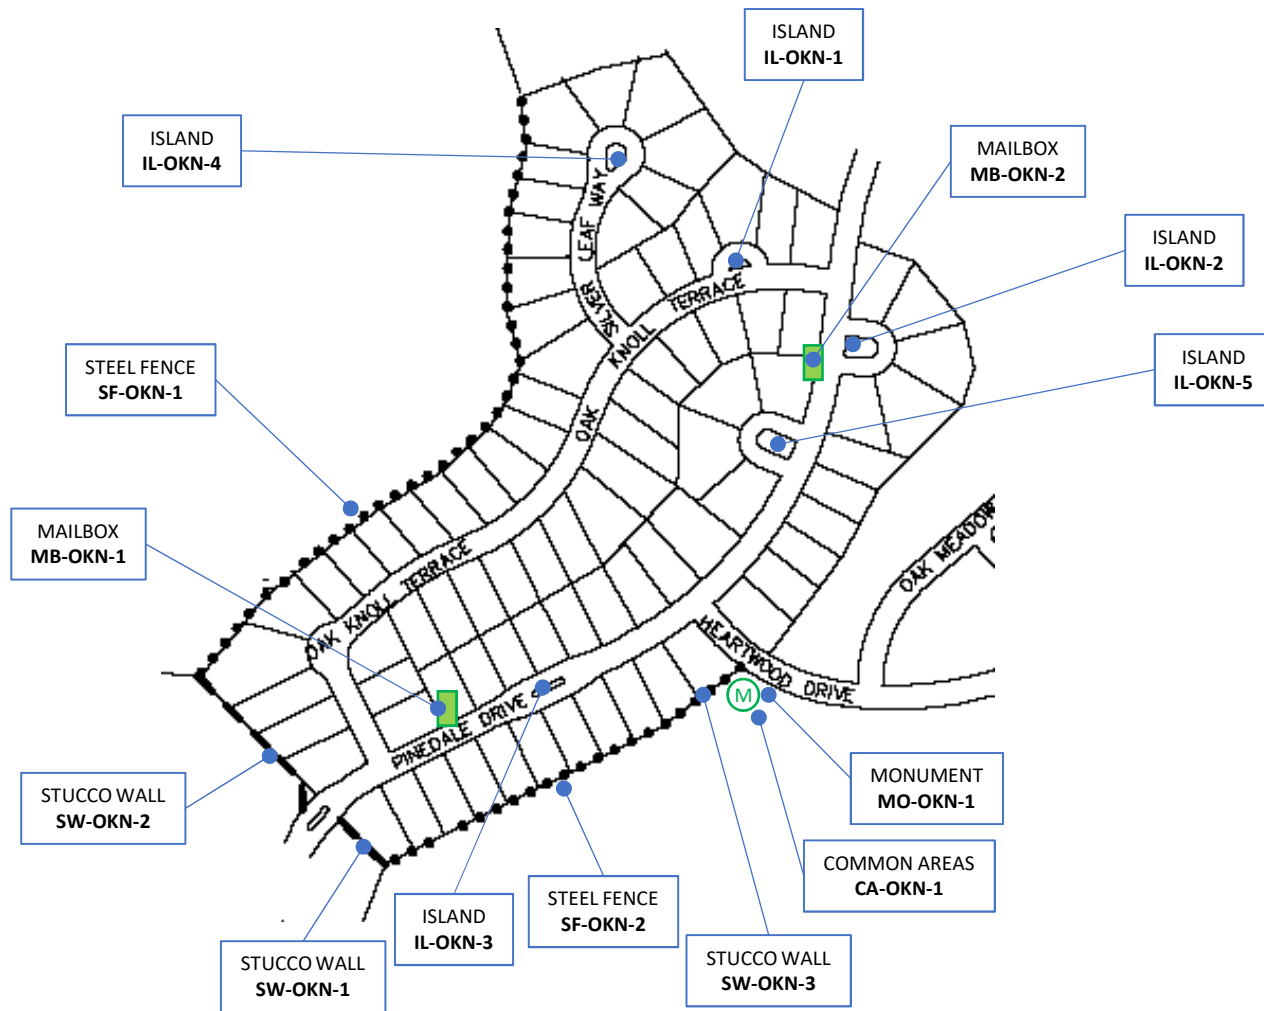 ISLAND
IL-OKN-1
ISLAND
IL-OKN-4
MAILBOX
MB-OKN-2
ISLAND
IL-OKN-2
ISLAND
IL-OKN-5
STEEL FENCE
SF-OKN-1
MAILBOX
MB-OKN-1
SILVER LEAF WAY
OAK KNOLL TERRACE
OAK KNOLL TERRACE
PINEDALE DRIVE
HEARTWOOD DRIVE
OAK MEADOW
M
STUCCO WALL
SW-OKN-2
MONUMENT
MO-OKN-1
COMMON AREAS
CA-OKN-1
ISLAND
IL-OKN-3
STEEL FENCE
SF-OKN-2
STUCCO WALL
SW-OKN-1
STUCCO WALL
SW-OKN-3